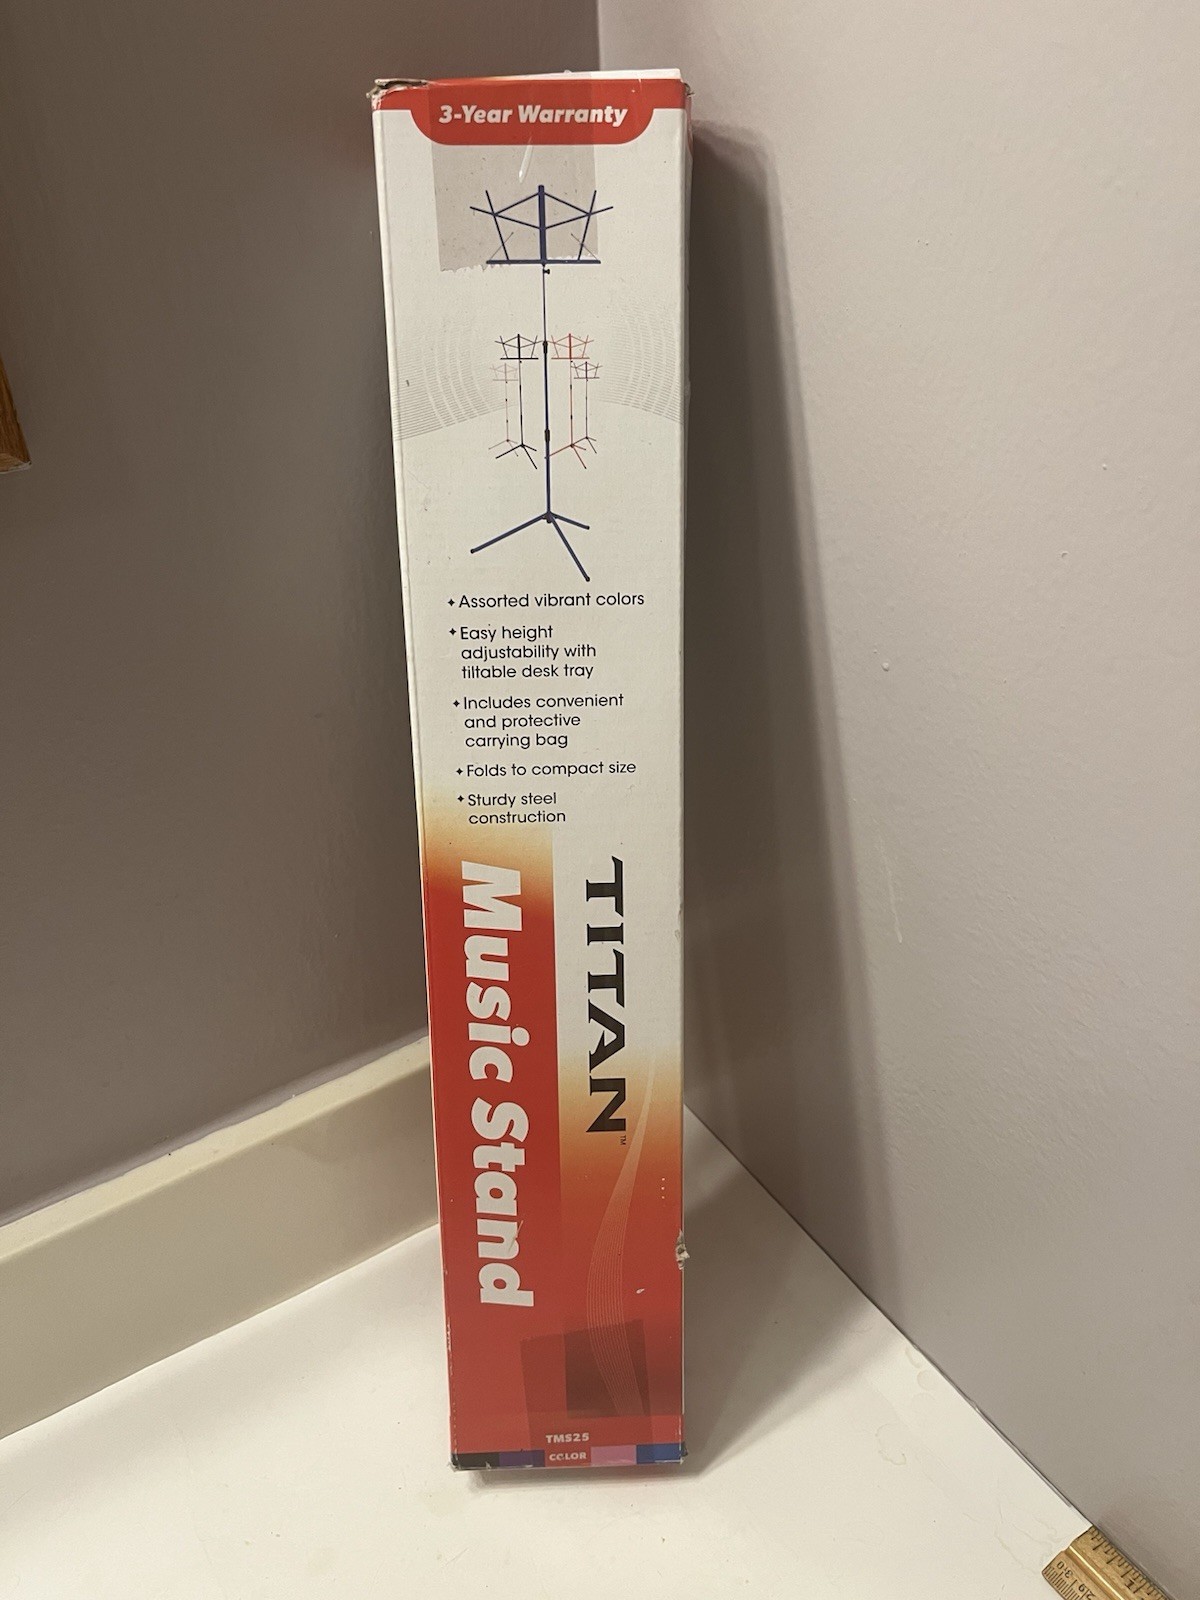 3-Year Warranty
✦ Assorted vibrant colors
✦ Easy height
adjustability with
tiltable desk tray
✦ Includes convenient
and protective
carrying bag
✦ Folds to compact size
✦ Sturdy steel
construction
TITAN™
Music Stand
TMS25
COLOR